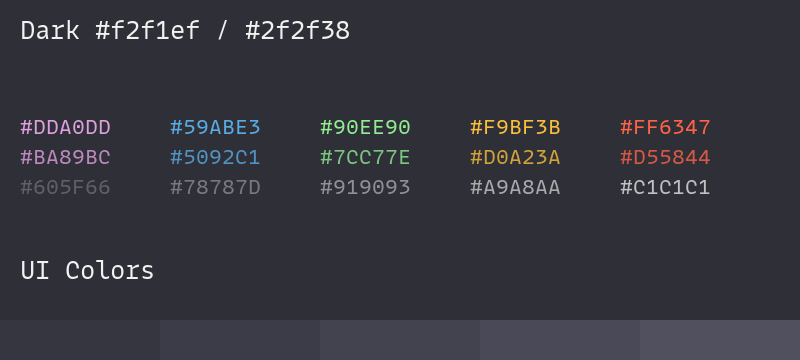 Dark #f2f1ef / #2f2f38
#DDA0DD #59ABE3 #90EE90 #F9BF3B #FF6347
#BA89BC #5092C1 #7CC77E #D0A23A #D55844
#605F66 #78787D #919093 #A9A8AA #C1C1C1
UI Colors